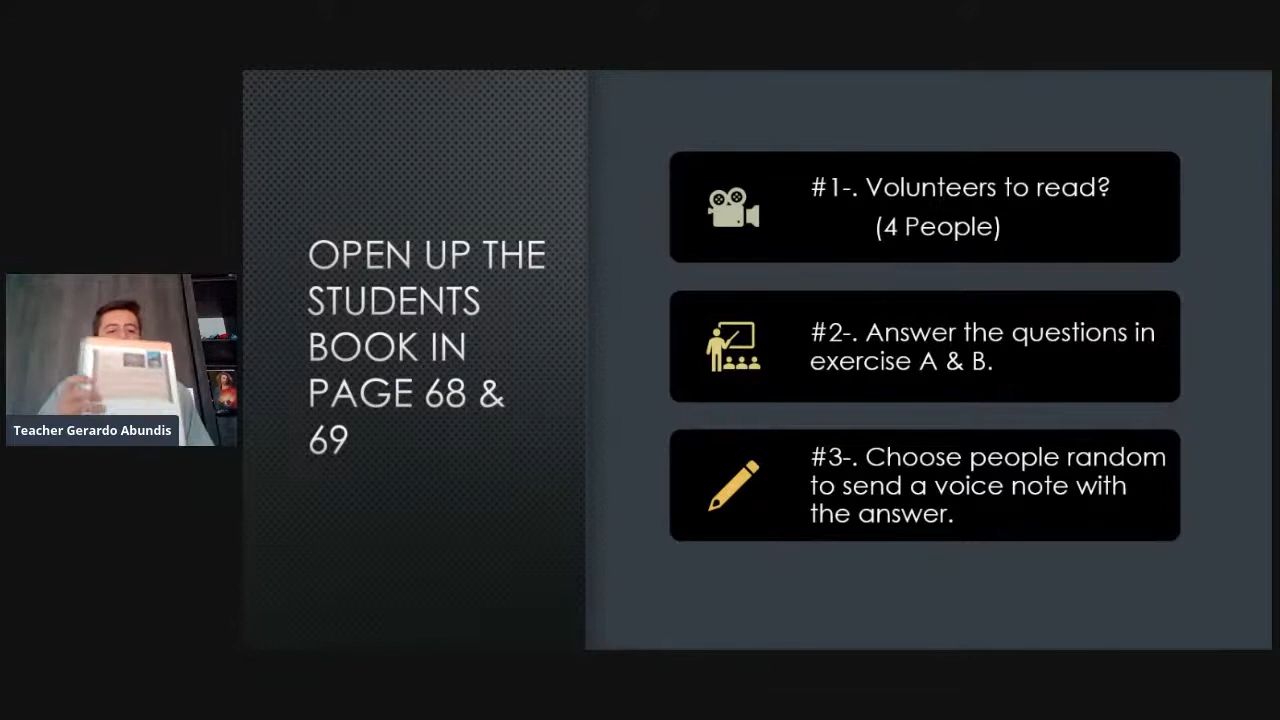 OPEN UP THE
STUDENTS
BOOK IN
PAGE 68 &
69
#1-. Volunteers to read?
(4 People)
#2-. Answer the questions in
exercise A & B.
#3-. Choose people random
to send a voice note with
the answer.
Teacher Gerardo Abundis